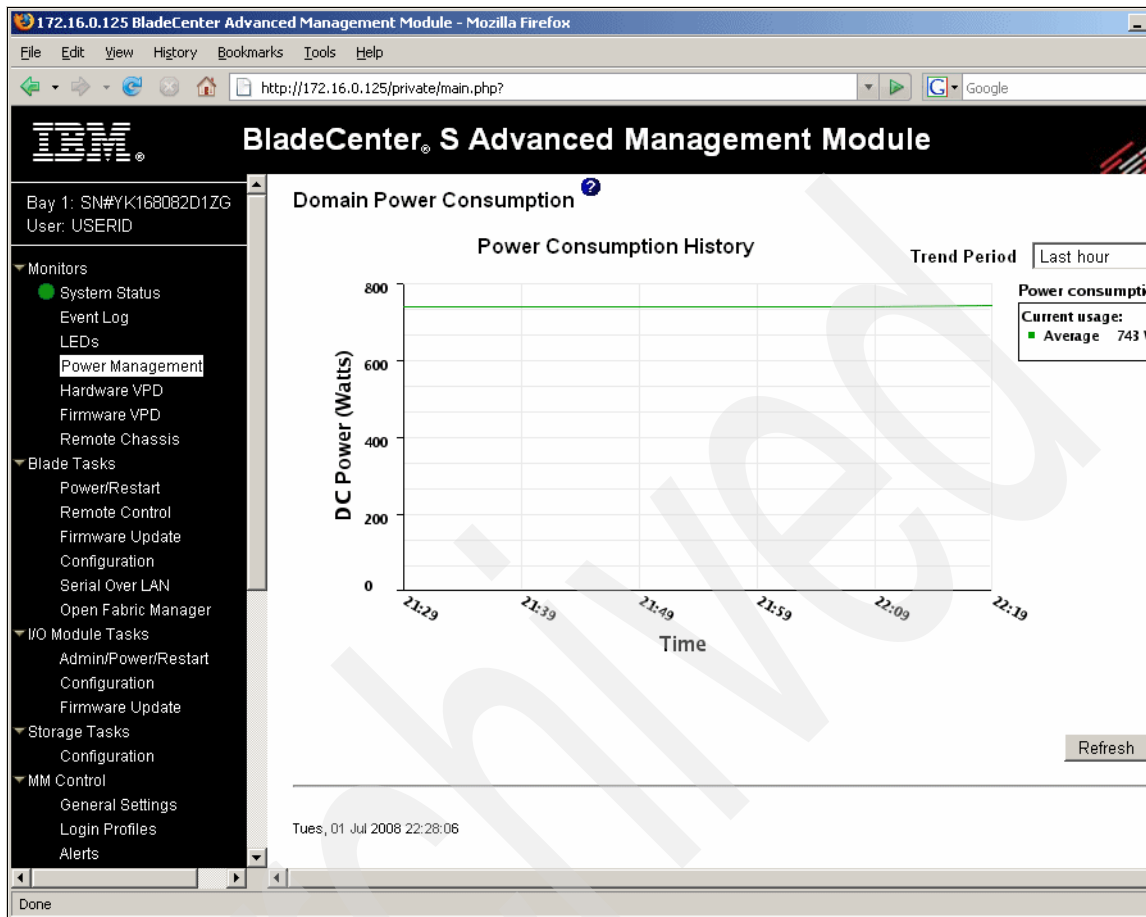 172.16.0.125 BladeCenter Advanced Management Module - Mozilla Firefox
File Edit View History Bookmarks Tools Help
http://172.16.0.125/private/main.php?
G Google
IBM®
BladeCenter® S Advanced Management Module
Bay 1: SN#YK168082D1ZG
User: USERID
Monitors
System Status
Event Log
LEDs
Power Management
Hardware VPD
Firmware VPD
Remote Chassis
Blade Tasks
Power/Restart
Remote Control
Firmware Update
Configuration
Serial Over LAN
Open Fabric Manager
I/O Module Tasks
Admin/Power/Restart
Configuration
Firmware Update
Storage Tasks
Configuration
MM Control
General Settings
Login Profiles
Alerts
Domain Power Consumption ?
Power Consumption History
Trend Period Last hour
Power
Current usage:
Average 743
DC Power (Watts)
800
600
400
200
0
21:29 21:39 21:49 21:59 22:09 22:19
Time
Refresh
Tues, 01 Jul 2008 22:28:06
Done